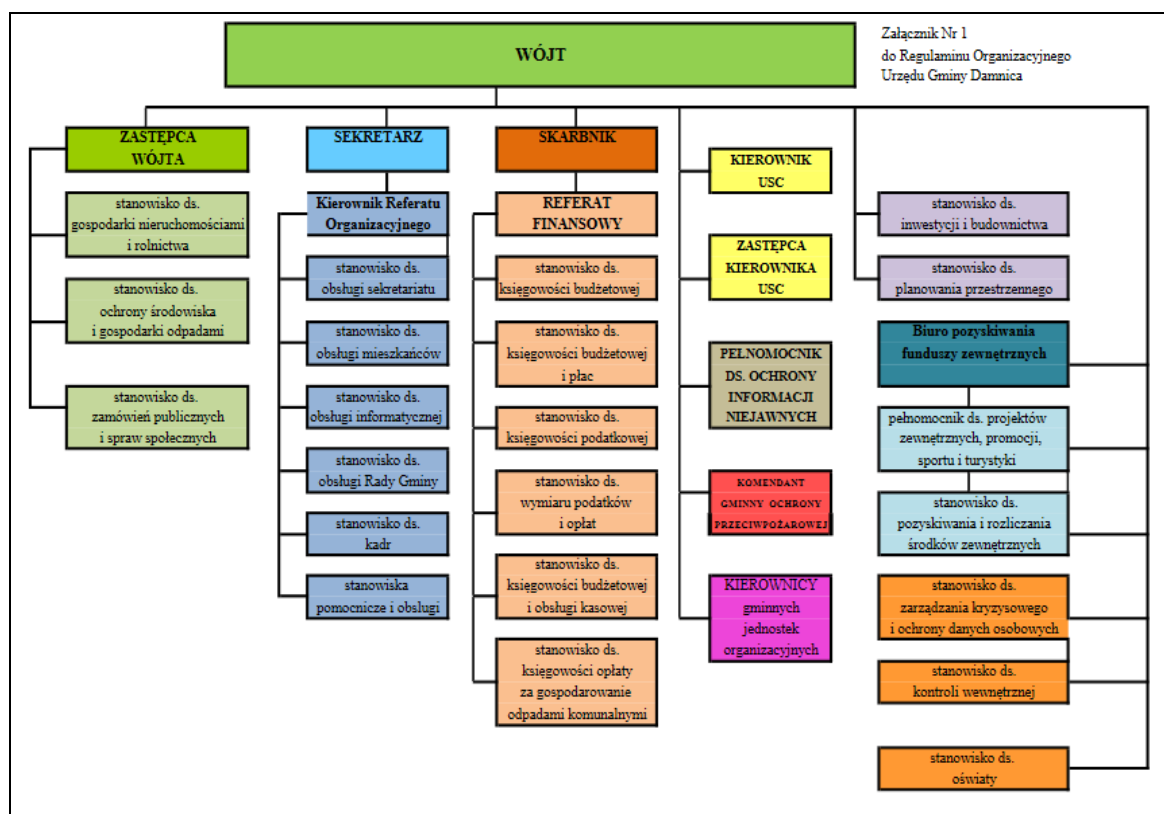 WÓJT
Załącznik Nr 1
do Regulaminu Organizacyjnego
Urzędu Gminy Damnica
ZASTĘPCA
WÓJTA
stanowisko ds.
gospodarki nieruchomościami
i rolnictwa
stanowisko ds.
ochrony środowiska
i gospodarki odpadami
stanowisko ds.
zamówień publicznych
i spraw społecznych
SEKRETARZ
Kierownik Referatu
Organizacyjnego
stanowisko ds.
obsługi sekretariatu
stanowisko ds.
obsługi mieszkańców
stanowisko ds.
obsługi informatycznej
stanowisko ds.
obsługi Rady Gminy
stanowisko ds.
kadr
stanowiska
pomocnicze i obsługi
SKARBNIK
REFERAT
FINANSOWY
stanowisko ds.
księgowości budżetowej
stanowisko ds.
księgowości budżetowej
i płac
stanowisko ds.
księgowości podatkowej
stanowisko ds.
wymiaru podatków
i opłat
stanowisko ds.
księgowości budżetowej
i obsługi kasowej
stanowisko ds.
księgowości opłaty
za gospodarowanie
odpadami komunalnymi
KIEROWNIK
USC
ZASTĘPCA
KIEROWNIKA
USC
PEŁNOMOCNIK
DS. OCHRONY
INFORMACJI
NIEJAWNYCH
KOMENDANT
GMINNY OCHRONY
PRZECIWPOŻAROWEJ
KIEROWNICY
gminnych
jednostek
organizacyjnych
stanowisko ds.
inwestycji i budownictwa
stanowisko ds.
planowania przestrzennego
Biuro pozyskiwania
funduszy zewnętrznych
pełnomocnik ds. projektów
zewnętrznych, promocji,
sportu i turystyki
stanowisko ds.
pozyskiwania i rozliczania
środków zewnętrznych
stanowisko ds.
zarządzania kryzysowego
i ochrony danych osobowych
stanowisko ds.
kontroli wewnętrznej
stanowisko ds.
oświaty